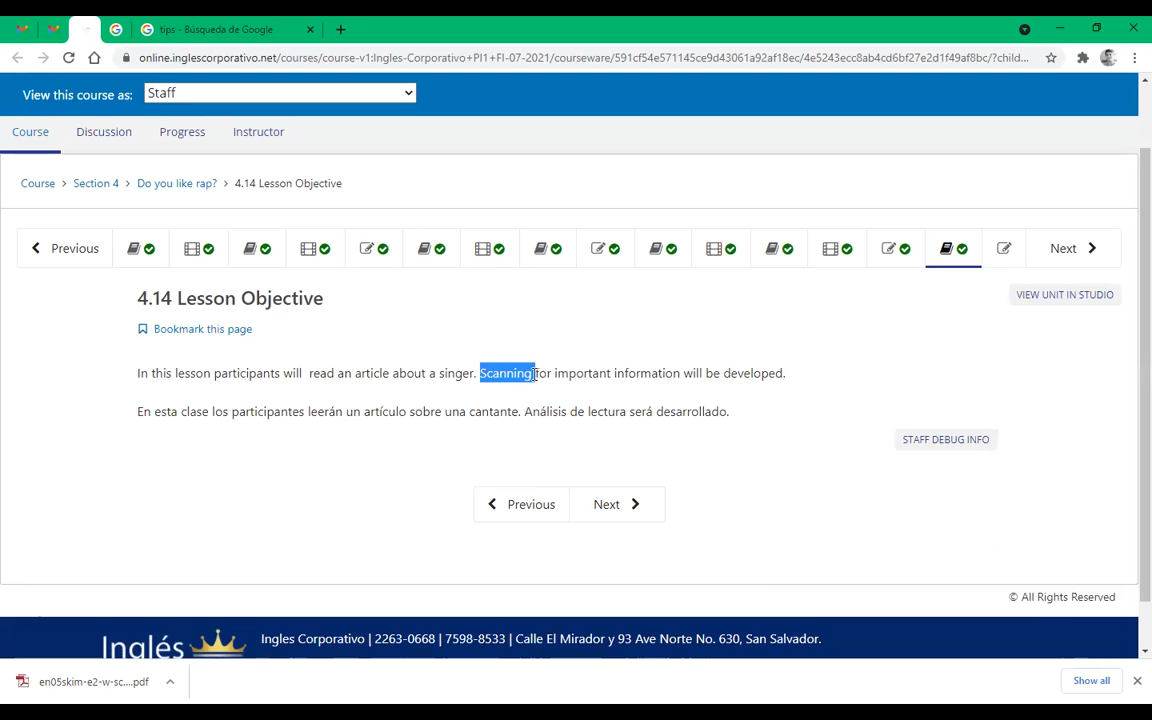 tips - Búsqueda de Google
online.inglescorporativo.net/courses/course-v1:Ingles-Corporativo+PI1+FI-07-2021/courseware/591cf54e571145ce9d43061a92af18ec/4e5243ecc8ab4cd6bf27e2d1f49af8bc/?child...
View this course as: Staff
Course Discussion Progress Instructor
Course > Section 4 > Do you like rap? > 4.14 Lesson Objective
Previous Next
4.14 Lesson Objective
VIEW UNIT IN STUDIO
Bookmark this page
In this lesson participants will read an article about a singer. Scanning for important information will be developed.
En esta clase los participantes leerán un artículo sobre una cantante. Análisis de lectura será desarrollado.
STAFF DEBUG INFO
Previous Next
© All Rights Reserved
Inglés
Ingles Corporativo | 2263-0668 | 7598-8533 | Calle El Mirador y 93 Ave Norte No. 630, San Salvador.
en05skim-e2-w-sc....pdf
Show all